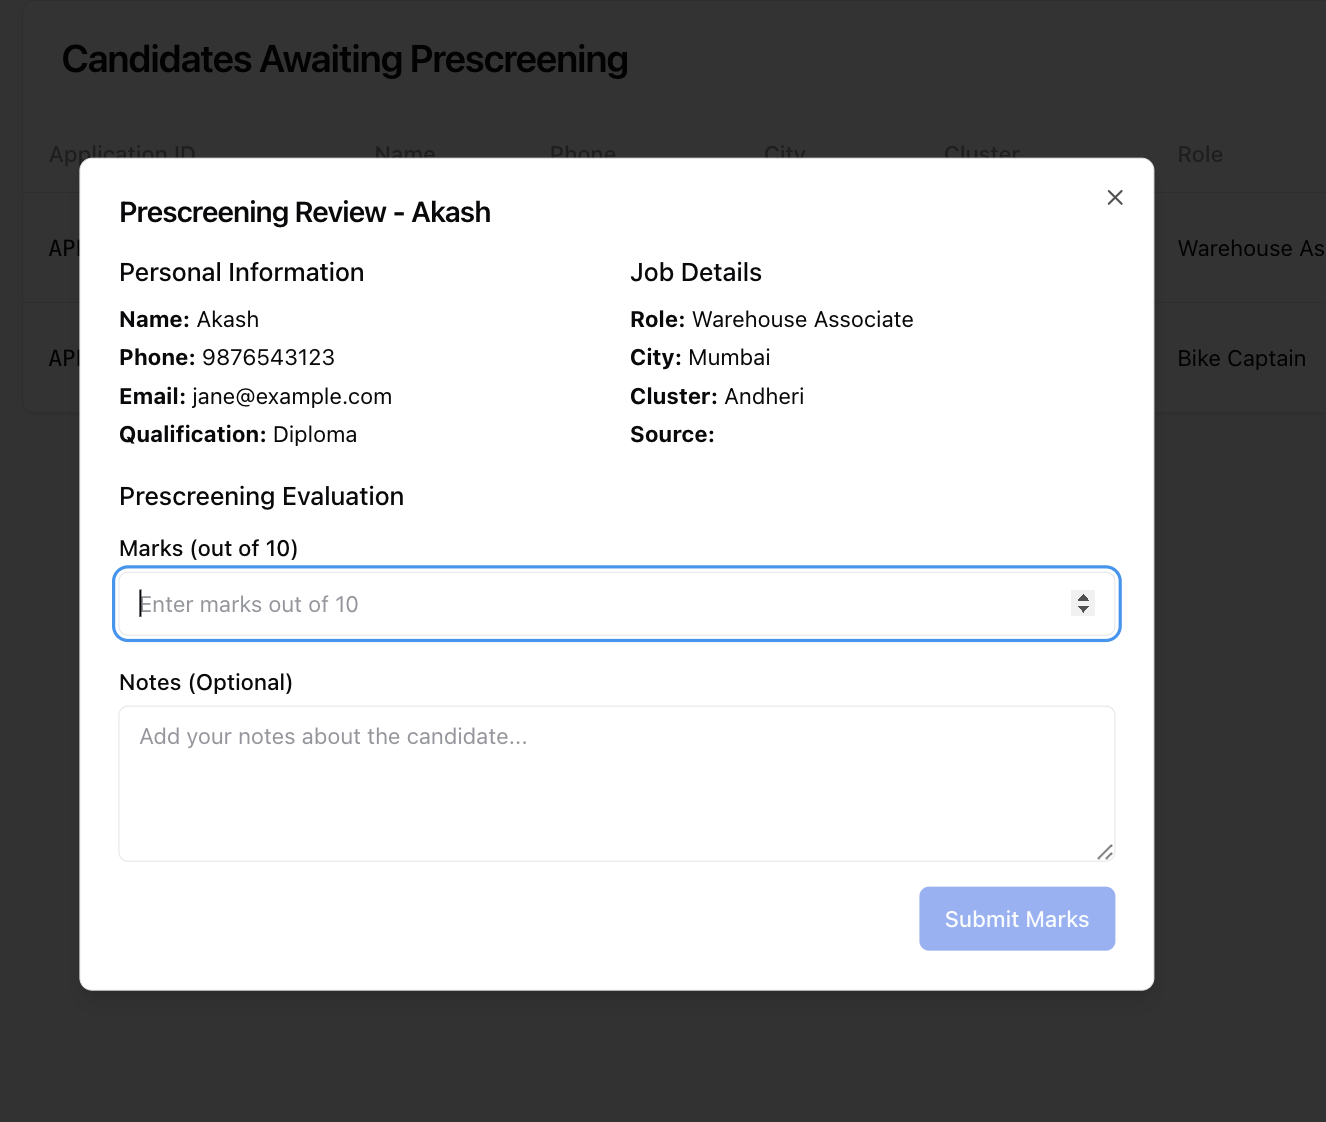 Candidates Awaiting Prescreening
Application ID Name Phone City Cluster Role
Prescreening Review - Akash
Personal Information
Name: Akash
Phone: 9876543123
Email: jane@example.com
Qualification: Diploma
Job Details
Role: Warehouse Associate
City: Mumbai
Cluster: Andheri
Source:
Prescreening Evaluation
Marks (out of 10)
Enter marks out of 10
Notes (Optional)
Add your notes about the candidate...
Submit Marks
Warehouse As
Bike Captain